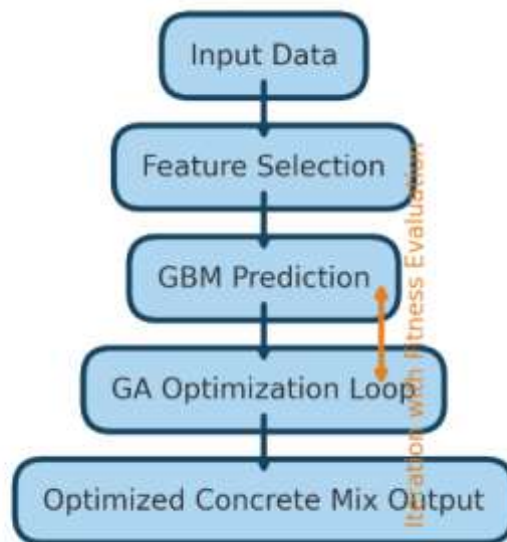 Input Data
Feature Selection
GBM Prediction
GA Optimization Loop
Optimized Concrete Mix Output
Iteration with Fitness Evaluation